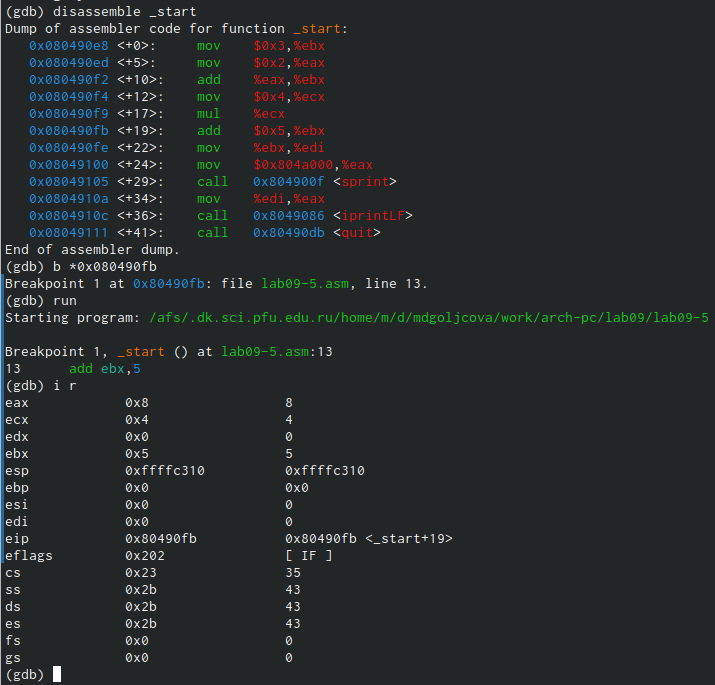 (gdb) disassemble _start
Dump of assembler code for function _start:
   0x080490e8 <+0>:     mov    $0x3,%ebx
   0x080490ed <+5>:     mov    $0x2,%eax
   0x080490f2 <+10>:    add    %eax,%ebx
   0x080490f4 <+12>:    mov    $0x4,%ecx
   0x080490f9 <+17>:    mul    %ecx
   0x080490fb <+19>:    add    $0x5,%ebx
   0x080490fe <+22>:    mov    %ebx,%edi
   0x08049100 <+24>:    mov    $0x804a000,%eax
   0x08049105 <+29>:    call   0x804900f <sprint>
   0x0804910a <+34>:    mov    %edi,%eax
   0x0804910c <+36>:    call   0x8049086 <iprintLF>
   0x08049111 <+41>:    call   0x80490db <quit>
End of assembler dump.
(gdb) b *0x080490fb
Breakpoint 1 at 0x80490fb: file lab09-5.asm, line 13.
(gdb) run
Starting program: /afs/.dk.sci.pfu.edu.ru/home/m/d/mdgoljcova/work/arch-pc/lab09/lab09-5

Breakpoint 1, _start () at lab09-5.asm:13
13      add ebx,5
(gdb) i r
eax            0x8                 8
ecx            0x4                 4
edx            0x0                 0
ebx            0x5                 5
esp            0xffffc310          0xffffc310
ebp            0x0                 0x0
esi            0x0                 0
edi            0x0                 0
eip            0x80490fb           0x80490fb <_start+19>
eflags         0x202               [ IF ]
cs             0x23                35
ss             0x2b                43
ds             0x2b                43
es             0x2b                43
fs             0x0                 0
gs             0x0                 0
(gdb)